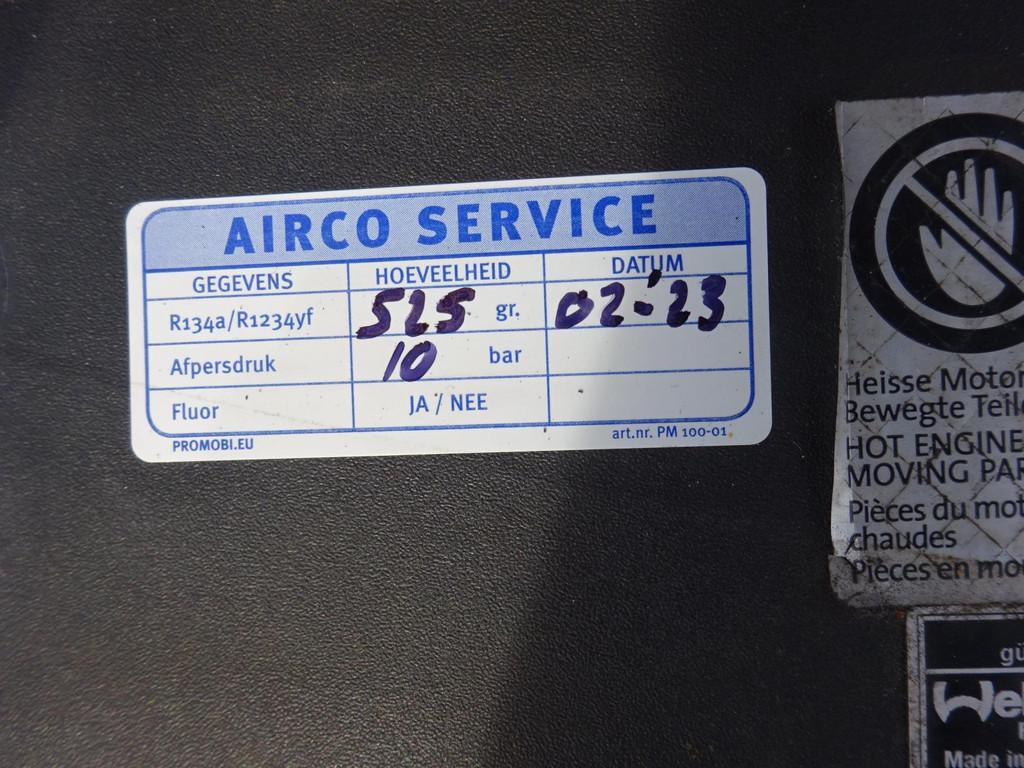 AIRCO SERVICE
GEGEVENS HOEVEELHEID DATUM
R134a/R1234yf 525 gr. 02-'23
Afpersdruk 10 bar
Fluor JA / NEE
PROMOBI.EU art.nr. PM 100-01
Heisse Motor
Bewegte Teile
HOT ENGINE
MOVING PAR
Pièces du mot
chaudes
Pièces en mo
gü
We
Made in